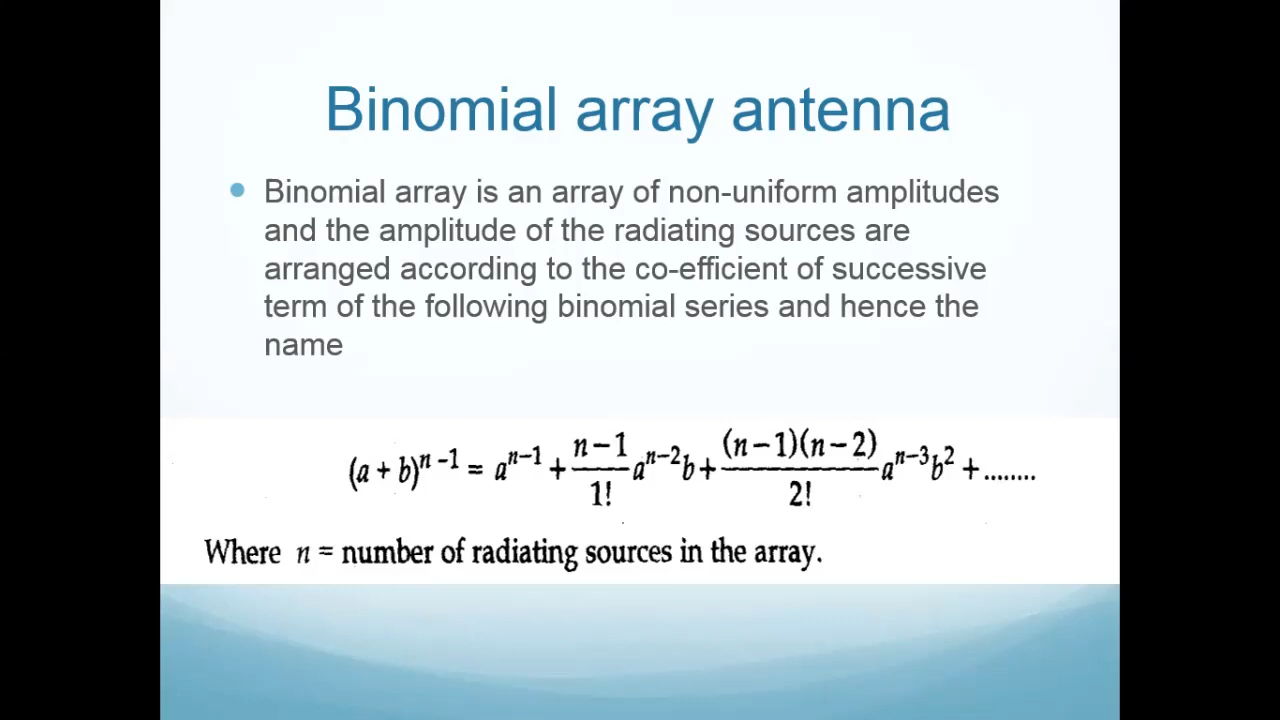 Binomial array antenna
• Binomial array is an array of non-uniform amplitudes
and the amplitude of the radiating sources are
arranged according to the co-efficient of successive
term of the following binomial series and hence the
name
(a + b)^{n-1} = a^{n-1} + \frac{n-1}{1!} a^{n-2}b + \frac{(n-1)(n-2)}{2!} a^{n-3}b^2 + ........
Where n = number of radiating sources in the array.